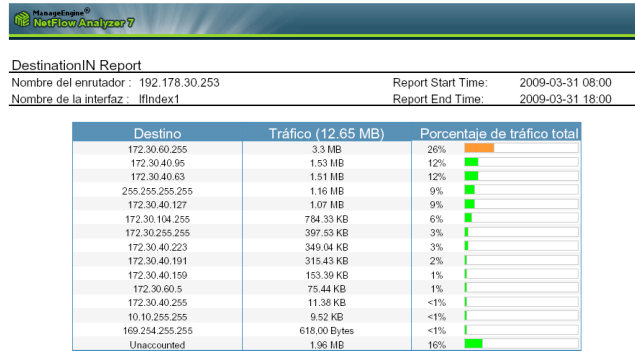 ManageEngine®
NetFlow Analyzer 7
DestinationIN Report
Nombre del enrutador : 192.178.30.253 Report Start Time: 2009-03-31 08:00
Nombre de la interfaz : IfIndex1 Report End Time: 2009-03-31 18:00
Destino Tráfico (12.65 MB) Porcentaje de tráfico total
172.30.60.255 3.3 MB 26%
172.30.40.95 1.53 MB 12%
172.30.40.63 1.51 MB 12%
255.255.255.255 1.16 MB 9%
172.30.40.127 1.07 MB 9%
172.30.104.255 784.33 KB 6%
172.30.255.255 397.53 KB 3%
172.30.40.223 349.04 KB 3%
172.30.40.191 315.43 KB 2%
172.30.40.159 153.39 KB 1%
172.30.60.5 75.44 KB 1%
172.30.40.255 11.38 KB <1%
10.10.255.255 9.52 KB <1%
169.254.255.255 618,00 Bytes <1%
Unaccounted 1.96 MB 16%